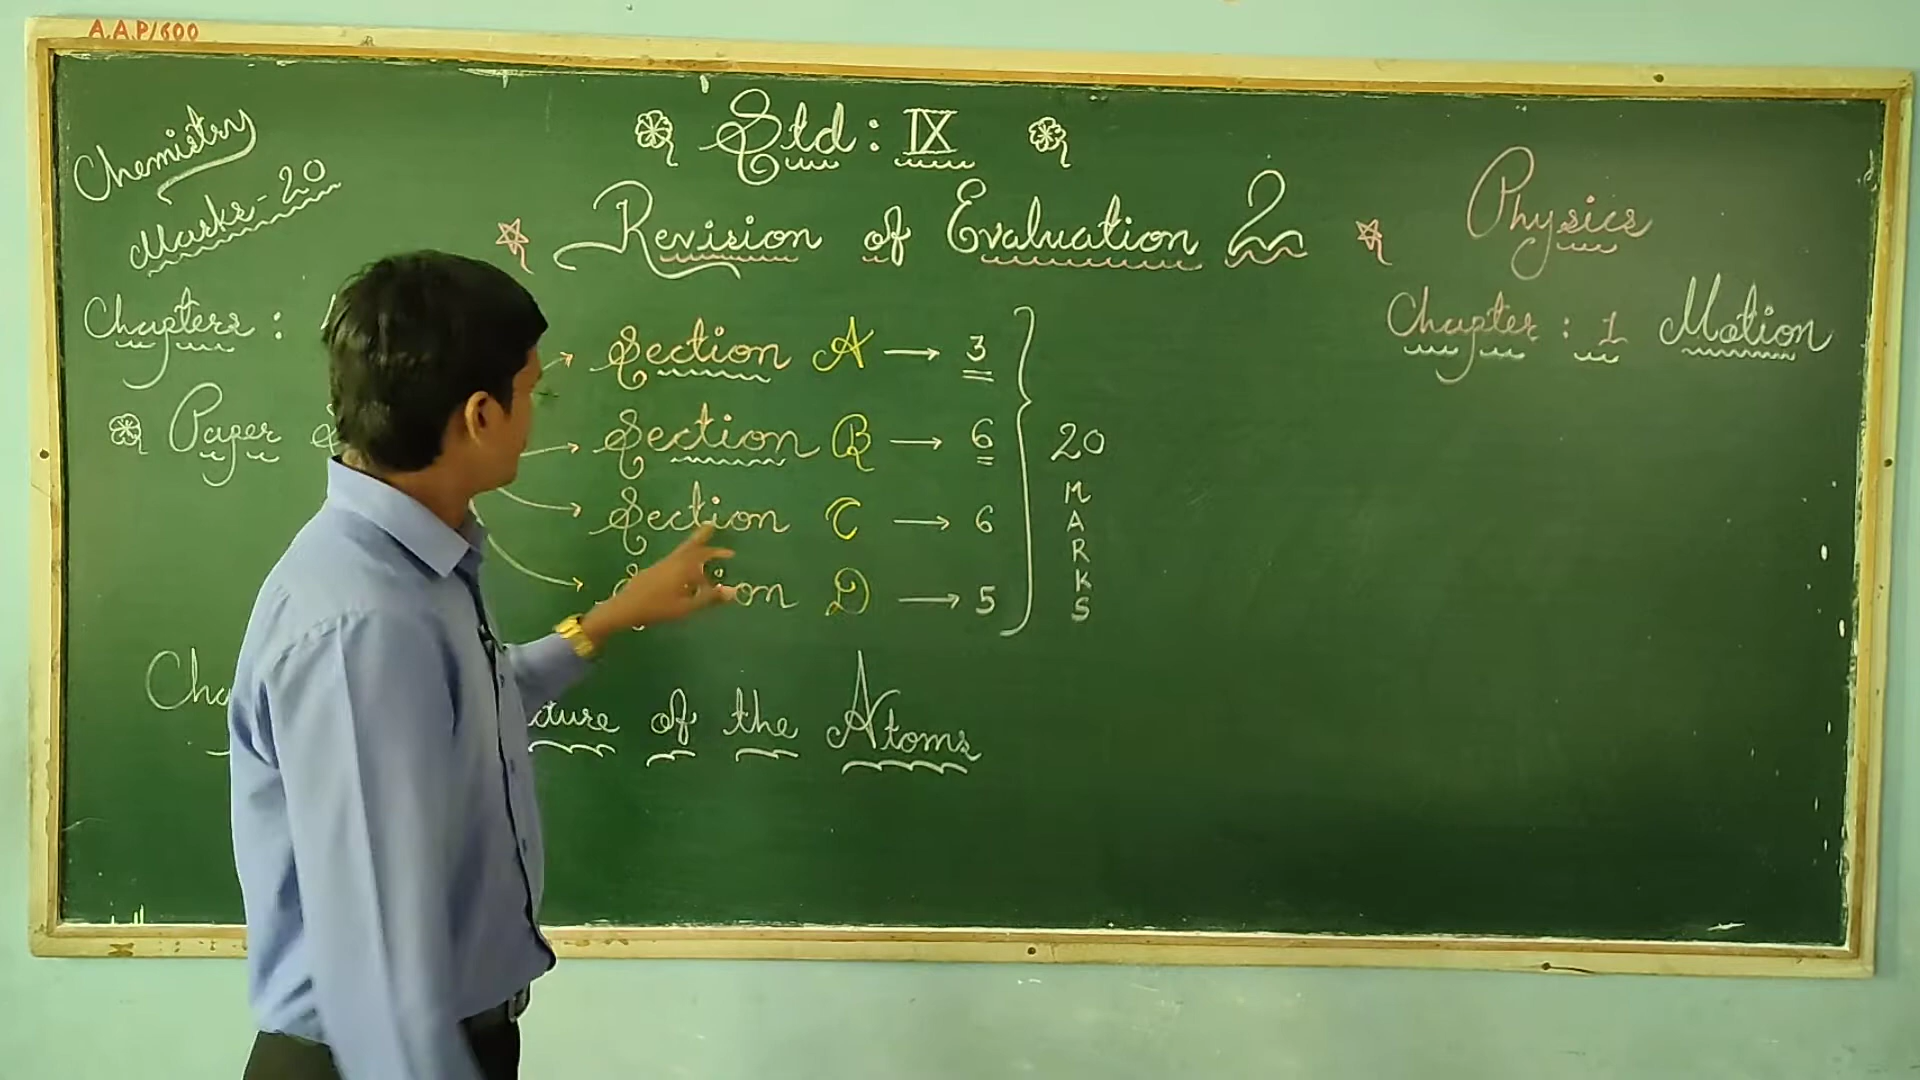 A.A.P/600
Chemistry
Marks - 20
Std : IX
Revision of Evaluation 2
Physics
Chapter : 1 Motion
Chapters :
Paper
Section A → 3
Section B → 6
Section C → 6
D → 5
20
MARKS
of the Atoms